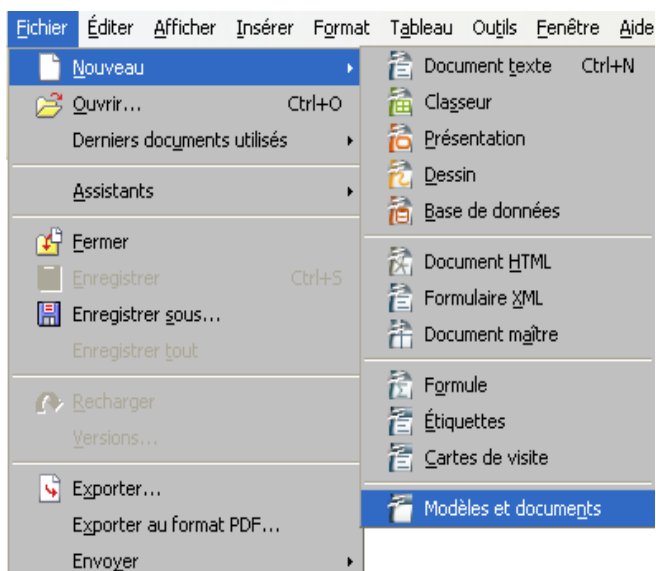 Fichier Éditer Afficher Insérer Format Tableau Outils Fenêtre Aide
Nouveau
Ouvrir... Ctrl+O
Derniers documents utilisés
Assistants
Fermer
Enregistrer Ctrl+S
Enregistrer sous...
Enregistrer tout
Recharger
Versions...
Exporter...
Exporter au format PDF...
Envoyer
Document texte Ctrl+N
Classeur
Présentation
Dessin
Base de données
Document HTML
Formulaire XML
Document maître
Formule
Étiquettes
Cartes de visite
Modèles et documents